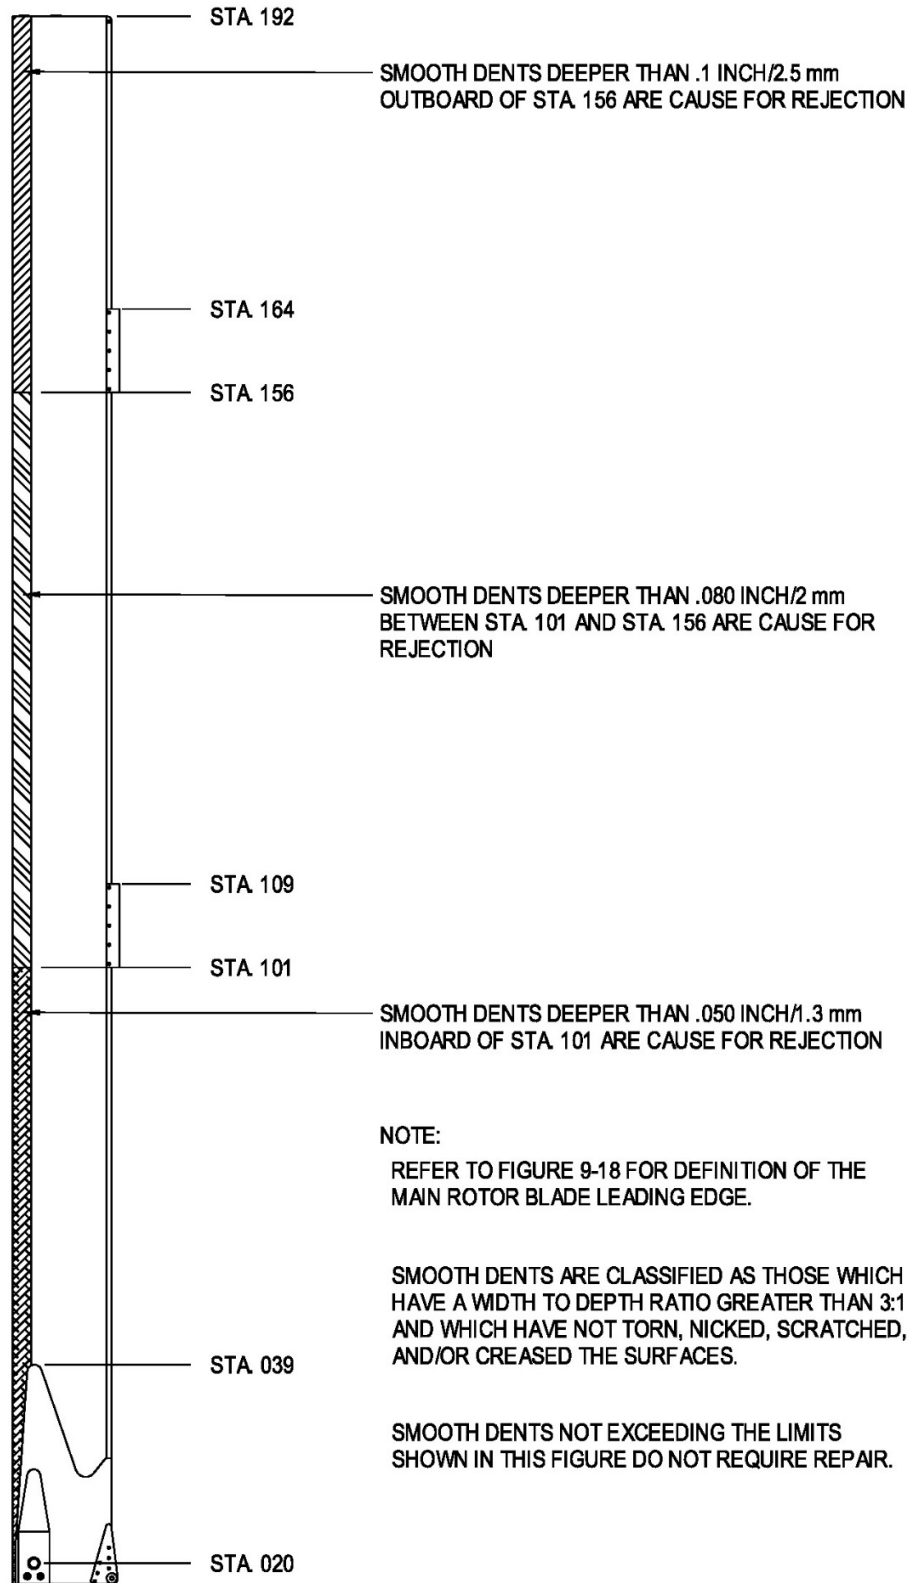 STA. 192
SMOOTH DENTS DEEPER THAN .1 INCH/2.5 mm
OUTBOARD OF STA. 156 ARE CAUSE FOR REJECTION
STA. 164
STA. 156
SMOOTH DENTS DEEPER THAN .080 INCH/2 mm
BETWEEN STA. 101 AND STA. 156 ARE CAUSE FOR
REJECTION
STA. 109
STA. 101
SMOOTH DENTS DEEPER THAN .050 INCH/1.3 mm
INBOARD OF STA. 101 ARE CAUSE FOR REJECTION
NOTE:
REFER TO FIGURE 9-18 FOR DEFINITION OF THE
MAIN ROTOR BLADE LEADING EDGE.
SMOOTH DENTS ARE CLASSIFIED AS THOSE WHICH
HAVE A WIDTH TO DEPTH RATIO GREATER THAN 3:1
AND WHICH HAVE NOT TORN, NICKED, SCRATCHED,
AND/OR CREASED THE SURFACES.
STA. 039
SMOOTH DENTS NOT EXCEEDING THE LIMITS
SHOWN IN THIS FIGURE DO NOT REQUIRE REPAIR.
STA. 020